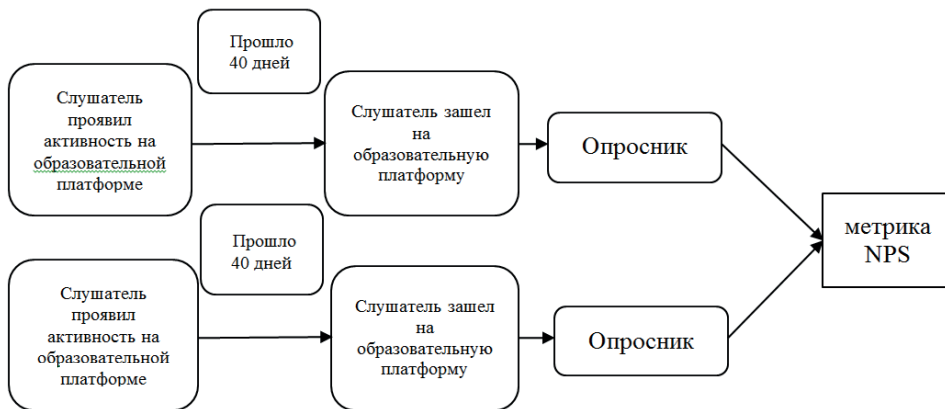 Прошло
40 дней
Слушатель
проявил
активность на
образовательной
платформе
Слушатель зашел
на
образовательную
платформу
Опросник
метрика
NPS
Прошло
40 дней
Слушатель
проявил
активность на
образовательной
платформе
Слушатель зашел
на
образовательную
платформу
Опросник